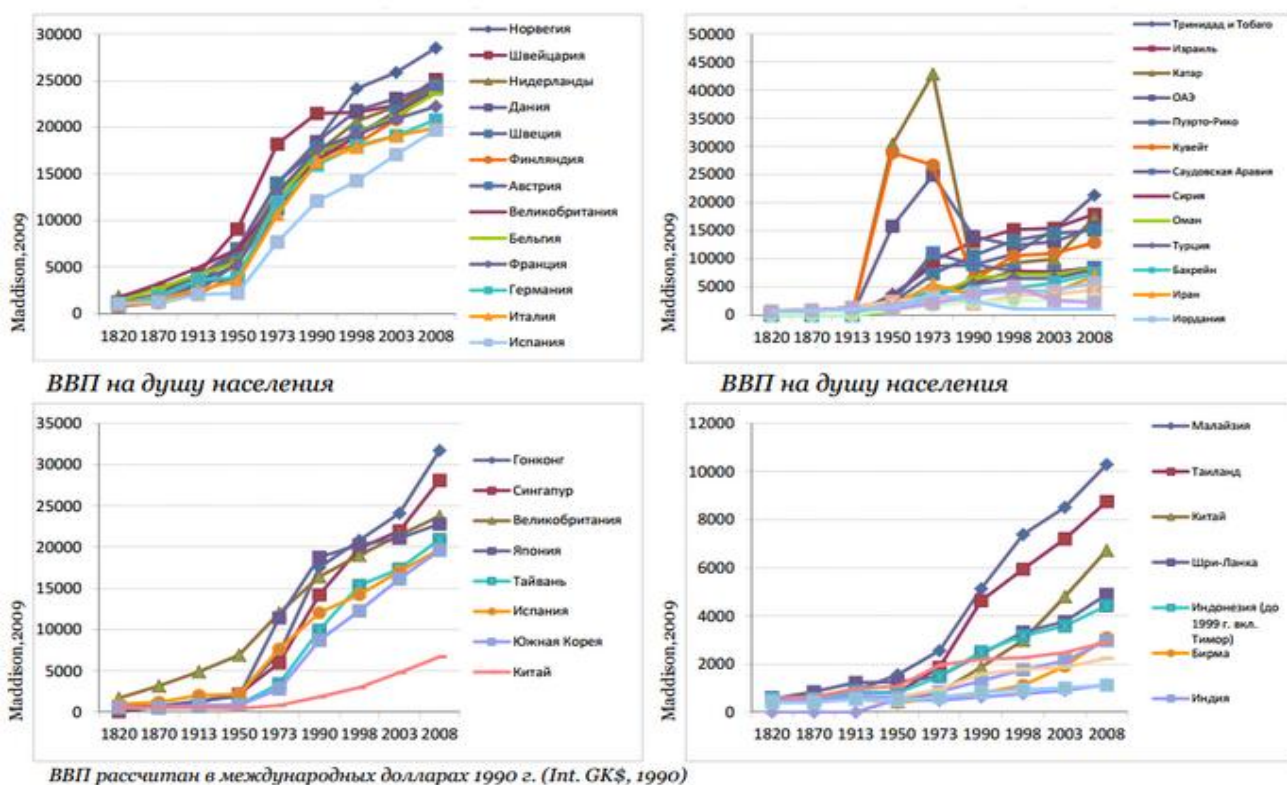 30000
25000
20000
15000
10000
5000
0
1820 1870 1913 1950 1973 1990 1998 2003 2008
Maddison,2009
Норвегия
Швейцария
Нидерланды
Дания
Швеция
Финляндия
Австрия
Великобритания
Бельгия
Франция
Германия
Италия
Испания
50000
45000
40000
35000
30000
25000
20000
15000
10000
5000
0
1820 1870 1913 1950 1973 1990 1998 2003 2008
Maddison,2009
Тринидад и Тобаго
Израиль
Катар
ОАЭ
Пуэрто-Рико
Кувейт
Саудовская Аравия
Сирия
Оман
Турция
Бахрейн
Иран
Иордания
ВВП на душу населения
ВВП на душу населения
35000
30000
25000
20000
15000
10000
5000
0
1820 1870 1913 1950 1973 1990 1998 2003 2008
Maddison,2009
Гонконг
Сингапур
Великобритания
Япония
Тайвань
Испания
Южная Корея
Китай
12000
10000
8000
6000
4000
2000
0
1820 1870 1913 1950 1973 1990 1998 2003 2008
Maddison,2009
Малайзия
Таиланд
Китай
Шри-Ланка
Индонезия (до
1999 г. вкл.
Тимор)
Бирма
Индия
ВВП рассчитан в международных долларах 1990 г. (Int. GK$, 1990)